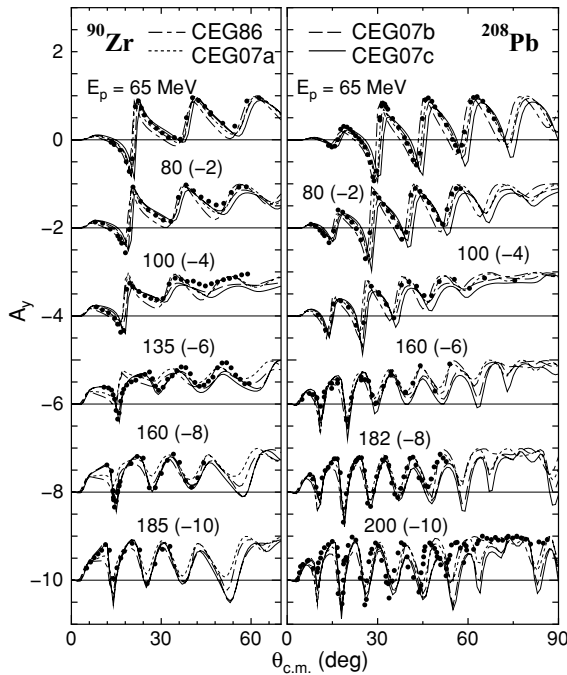 ⁹⁰Zr
CEG86
CEG07a
CEG07b
CEG07c
²⁰⁸Pb
E_p = 65 MeV
E_p = 65 MeV
80 (−2)
80 (−2)
100 (−4)
100 (−4)
135 (−6)
160 (−6)
160 (−8)
182 (−8)
185 (−10)
200 (−10)
A_y
2
0
−2
−4
−6
−8
−10
0 30 60 0 30 60 90
θ_c.m. (deg)